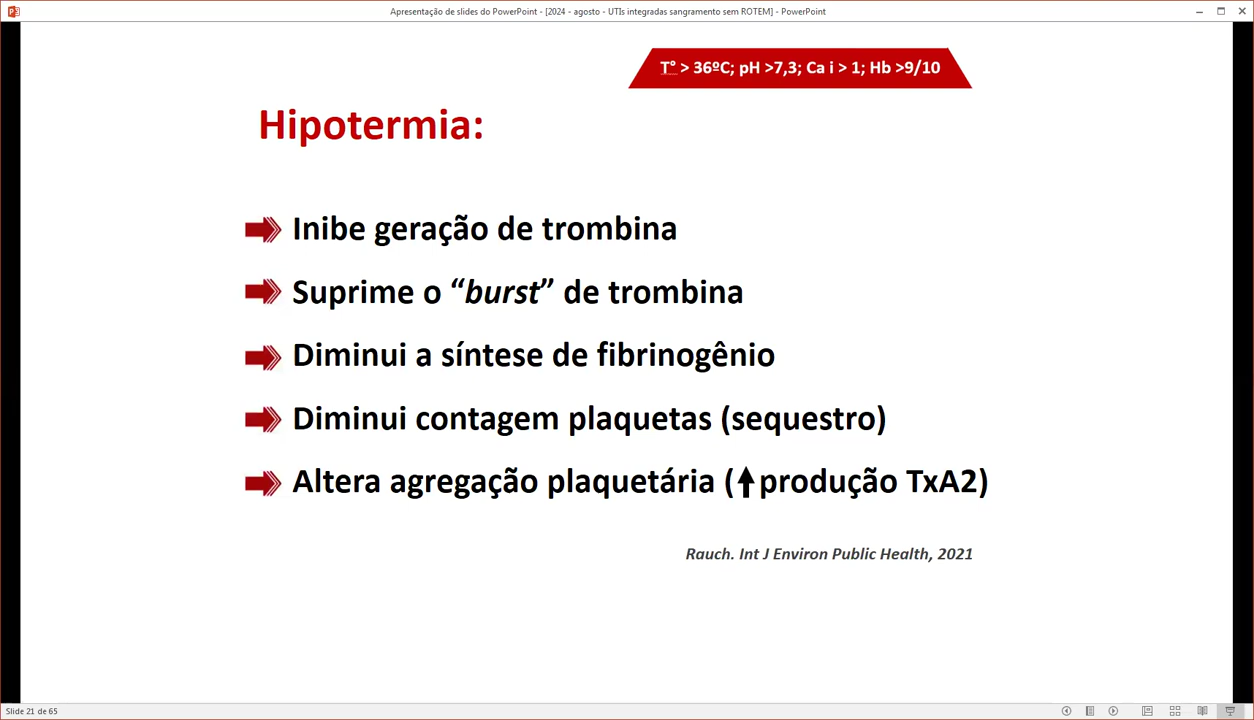 Apresentação de slides do PowerPoint - [2024 - agosto - UTIs integradas sangramento sem ROTEM] - PowerPoint
T° > 36ºC; pH >7,3; Ca i > 1; Hb >9/10
Hipotermia:
Inibe geração de trombina
Suprime o “burst” de trombina
Diminui a síntese de fibrinogênio
Diminui contagem plaquetas (sequestro)
Altera agregação plaquetária (⬆produção TxA2)
Rauch. Int J Environ Public Health, 2021
Slide 21 de 65